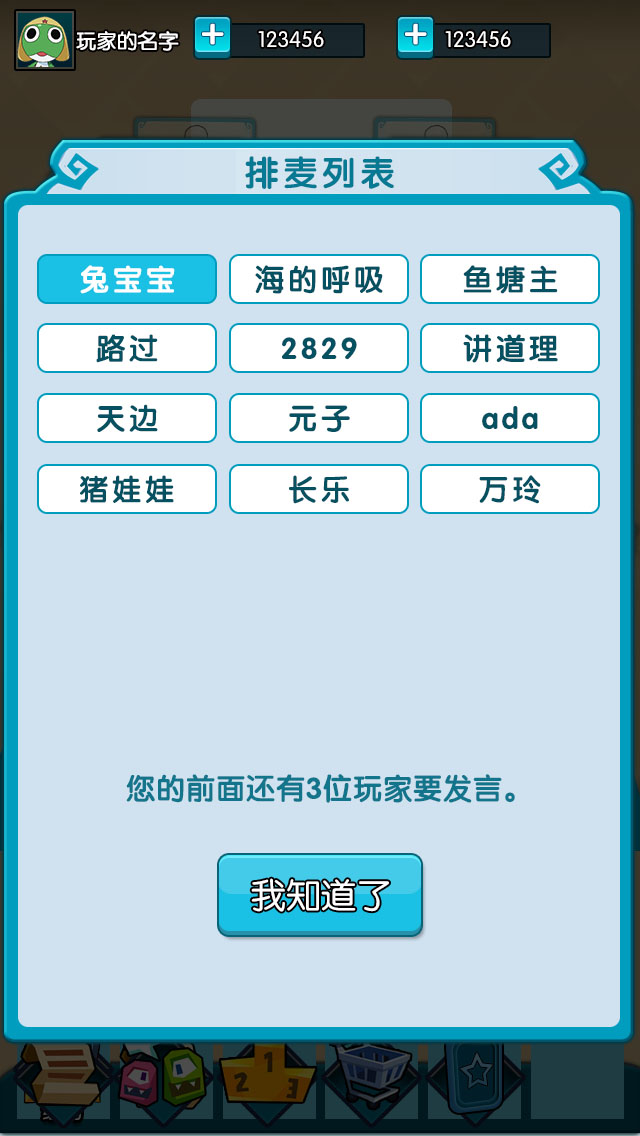 玩家的名字 123456 123456
排麦列表
兔宝宝 海的呼吸 鱼塘主
路过 2829 讲道理
天边 元子 ada
猪娃娃 长乐 万玲
您的前面还有3位玩家要发言。
我知道了
1
2 3